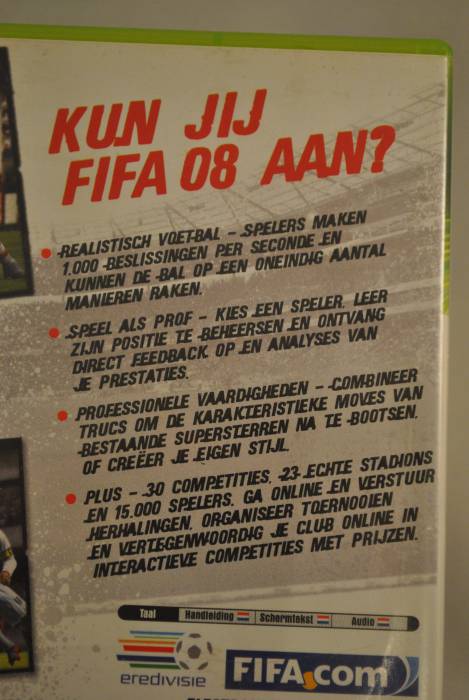 KUN JIJ
FIFA 08 AAN?
REALISTISCH VOETBAL - SPELERS MAKEN
1.000 BESLISSINGEN PER SECONDE EN
KUNNEN DE BAL OP EEN ONEINDIG AANTAL
MANIEREN RAKEN.
SPEEL ALS PROF - KIES EEN SPELER, LEER
ZIJN POSITIE TE BEHEERSEN EN ONTVANG
DIRECT FEEDBACK OP EN ANALYSES VAN
JE PRESTATIES.
PROFESSIONELE VAARDIGHEDEN - COMBINEER
TRUCS OM DE KARAKTERISTIEKE MOVES VAN
BESTAANDE SUPERSTERREN NA TE BOOTSEN,
OF CREËER JE EIGEN STIJL.
PLUS - 30 COMPETITIES, 23 ECHTE STADIONS
EN 15.000 SPELERS. GA ONLINE EN VERSTUUR
HERHALINGEN, ORGANISEER TOERNOOIEN
EN VERTEGENWOORDIG JE CLUB ONLINE IN
INTERACTIEVE COMPETITIES MET PRIJZEN.
Taal Handleiding Schermtekst Audio
eredivisie FIFA.com